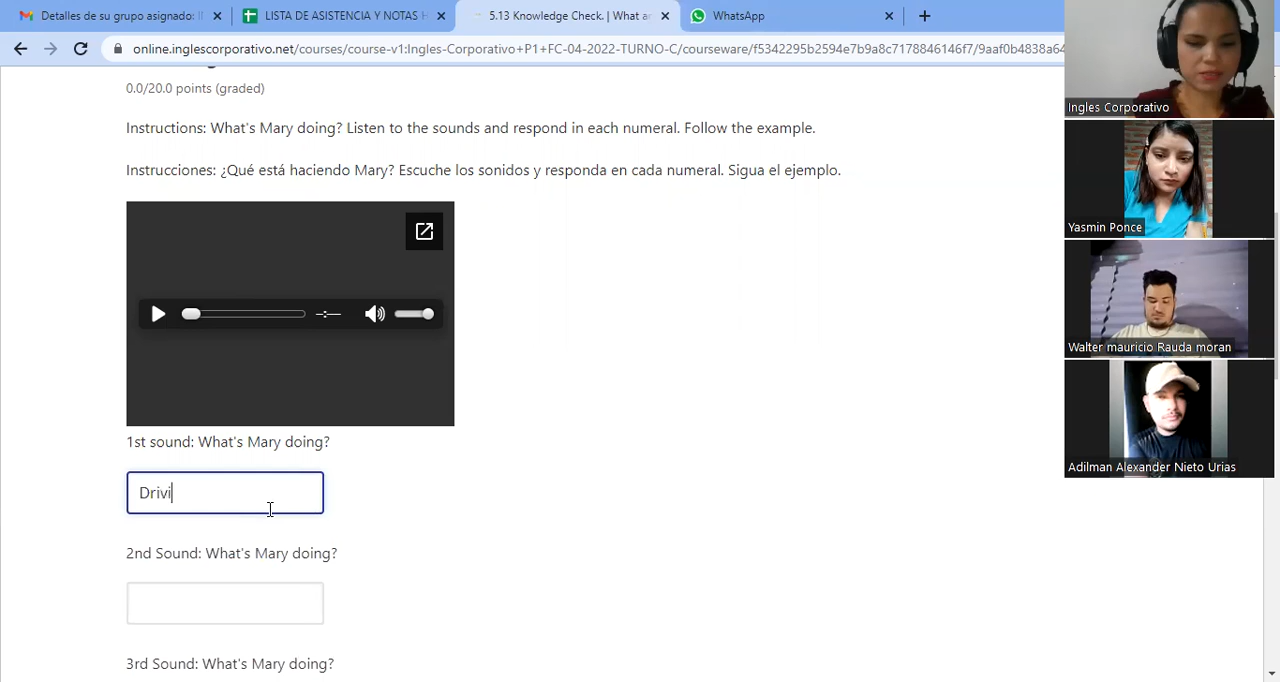 Detalles de su grupo asignado: I
LISTA DE ASISTENCIA Y NOTAS H
5.13 Knowledge Check. | What ar
WhatsApp
online.inglescorporativo.net/courses/course-v1:Ingles-Corporativo+P1+FC-04-2022-TURNO-C/courseware/f5342295b2594e7b9a8c7178846146f7/9aaf0b4838a64
0.0/20.0 points (graded)
Instructions: What's Mary doing? Listen to the sounds and respond in each numeral. Follow the example.
Instrucciones: ¿Qué está haciendo Mary? Escuche los sonidos y responda en cada numeral. Sigua el ejemplo.
-:-
1st sound: What's Mary doing?
Drivi
2nd Sound: What's Mary doing?
3rd Sound: What's Mary doing?
Ingles Corporativo
Yasmin Ponce
Walter mauricio Rauda moran
Adilman Alexander Nieto Urias